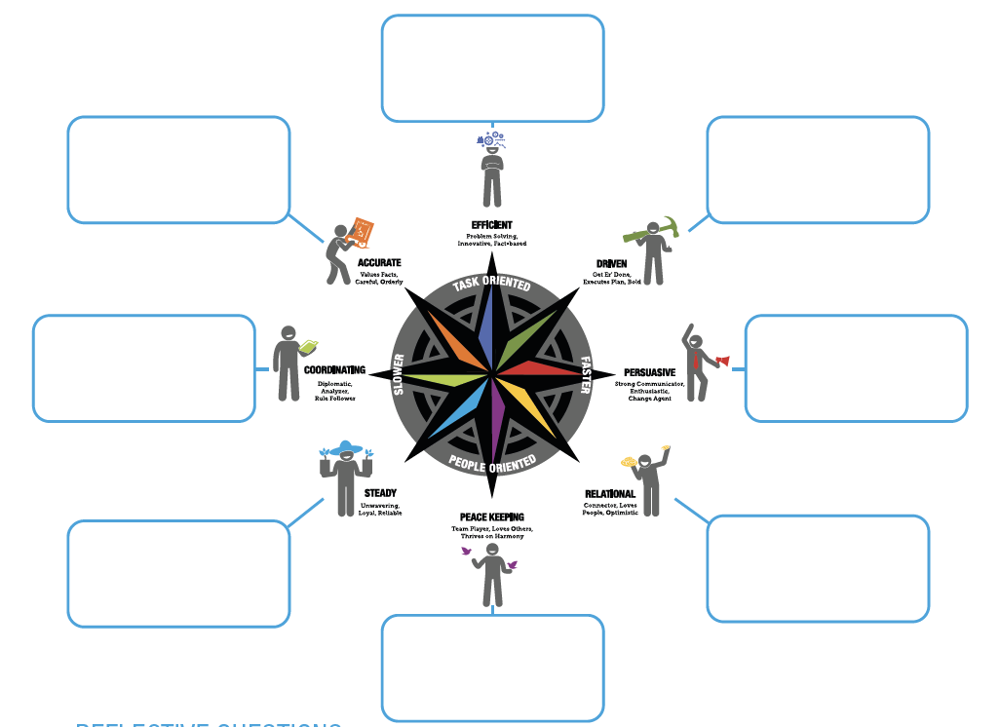 EFFICIENT
Problem Solving,
Innovative, Fact-based
ACCURATE
Values Facts,
Careful, Orderly
DRIVEN
Get Er' Done,
Executes Plan, Bold
TASK ORIENTED
SLOWER
FASTER
COORDINATING
Diplomatic,
Analyzer,
Rule Follower
PERSUASIVE
Strong Communicator,
Enthusiastic,
Change Agent
PEOPLE ORIENTED
STEADY
Unwavering,
Loyal, Reliable
RELATIONAL
Connector, Loves
People, Optimistic
PEACE KEEPING
Team Player, Loves Others,
Thrives on Harmony
REFLECTIVE QUESTIONS